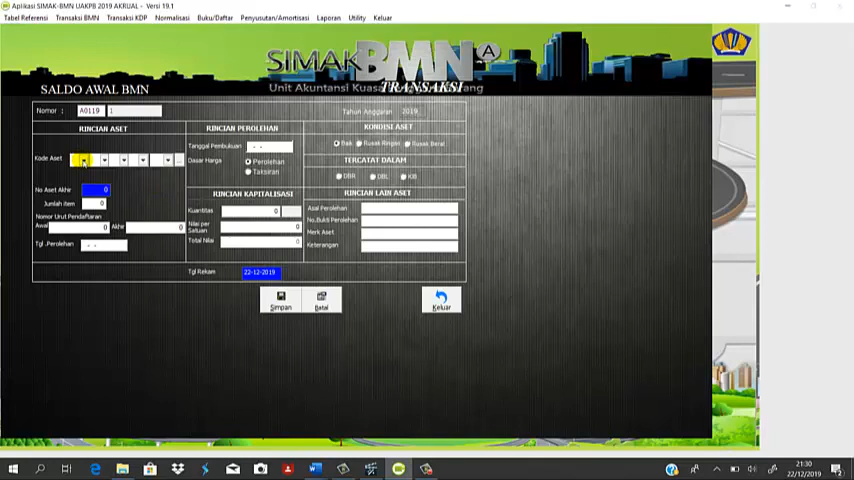 Aplikasi SIMAK-BMN UAKPB 2019 AKRUAL - Versi 19.1
Tabel Referensi Transaksi BMN Transaksi KDP Normalisasi Buku/Daftar Penyusutan/Amortisasi Laporan Utility Keluar
SIMAK BMN A
SALDO AWAL BMN
TRANSAKSI
Unit Akuntansi Kuasa
Nomor : A0119 1
Tahun Anggaran 2019
RINCIAN ASET
Kode Aset
No Aset Akhir 0
Jumlah item 0
Nomor Urut Pendaftaran
Awal 0 Akhir 0
Tgl .Perolehan - -
RINCIAN PEROLEHAN
Tanggal Pembukuan - -
Dasar Harga Perolehan
Taksiran
RINCIAN KAPITALISASI
Kuantitas 0
Nilai per Satuan 0
Total Nilai 0
KONDISI ASET
Baik Rusak Ringan Rusak Berat
TERCATAT DALAM
DBR DBL KIB
RINCIAN LAIN ASET
Asal Perolehan
No.Bukti Perolehan
Merk Aset
Keterangan
Tgl Rekam 22-12-2019
Simpan Batal Keluar
21:30
22/12/2019